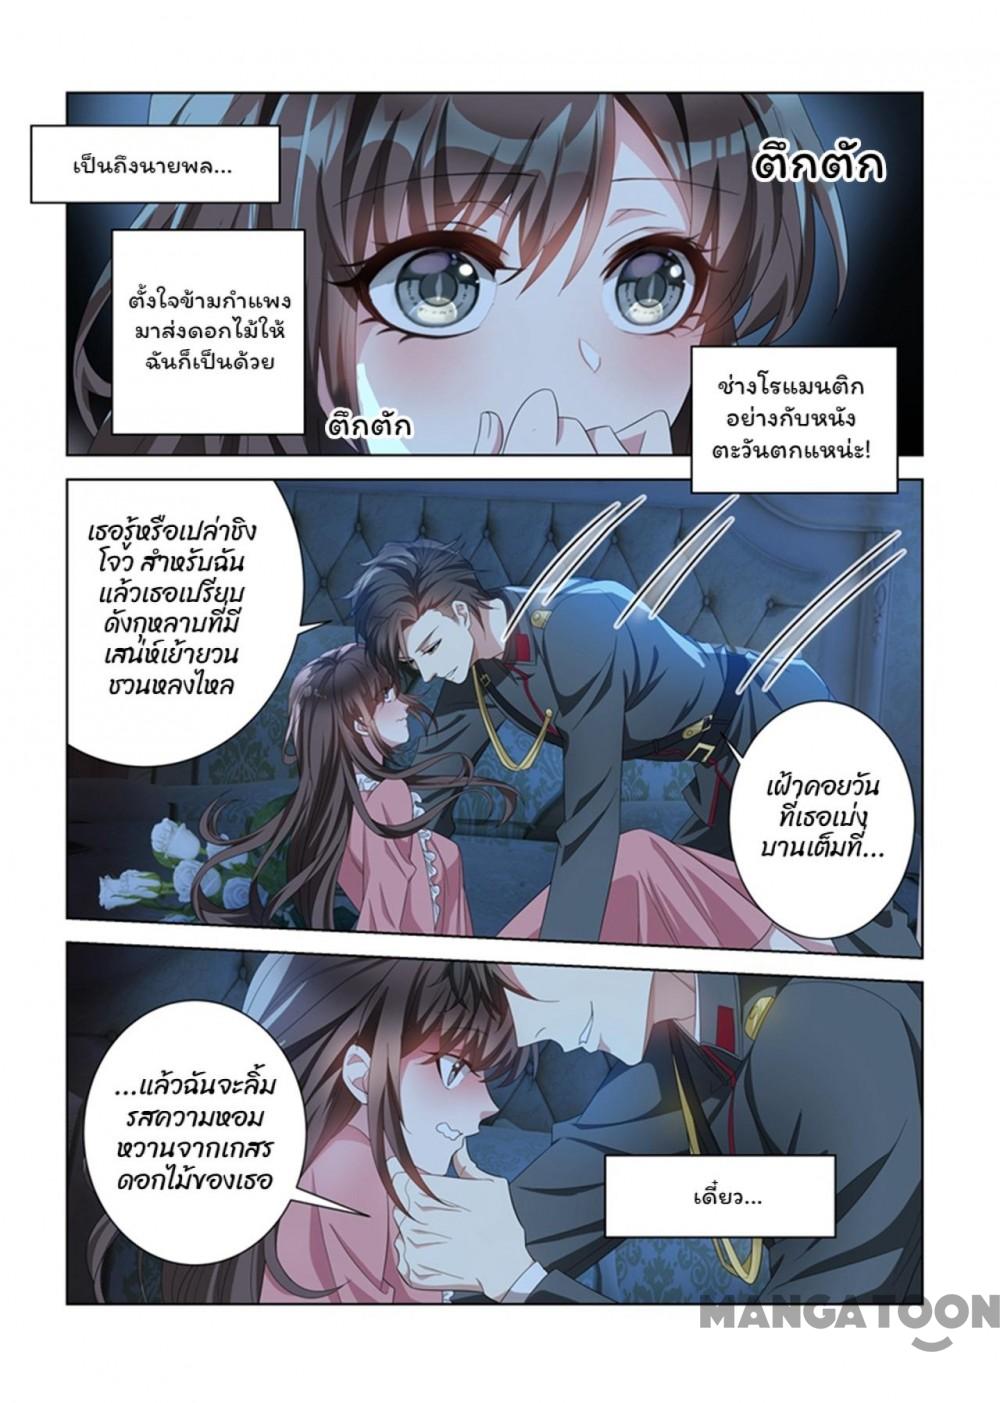 เป็นถึงนายพล...
ตึกตัก
ตั้งใจข้ามกำแพง
มาส่งดอกไม้ให้
ฉันก็เป็นด้วย
ตึกตัก
ช่างโรแมนติก
อย่างกับหนัง
ตะวันตกแหน่ะ!
เธอรู้หรือเปล่าชิง
โจว สำหรับฉัน
แล้วเธอเปรียบ
ดังกุหลาบที่มี
เสน่ห์เย้ายวน
ชวนหลงไหล
เฝ้าคอยวัน
ที่เธอเบ่ง
บานเต็มที่...
...แล้วฉันจะลิ้ม
รสความหอม
หวานจากเกสร
ดอกไม้ของเธอ
เดี๋ยว...
MANGATOON